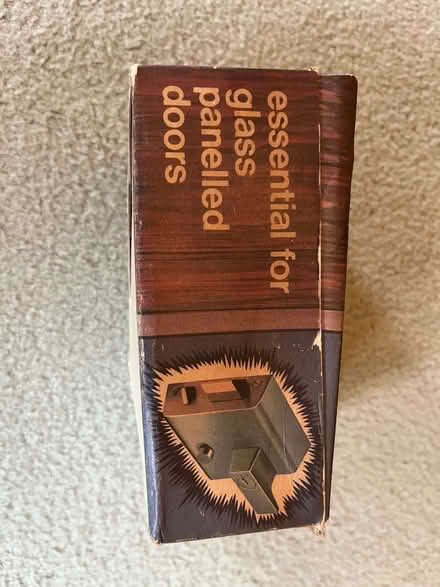 essential for
glass
panelled
doors